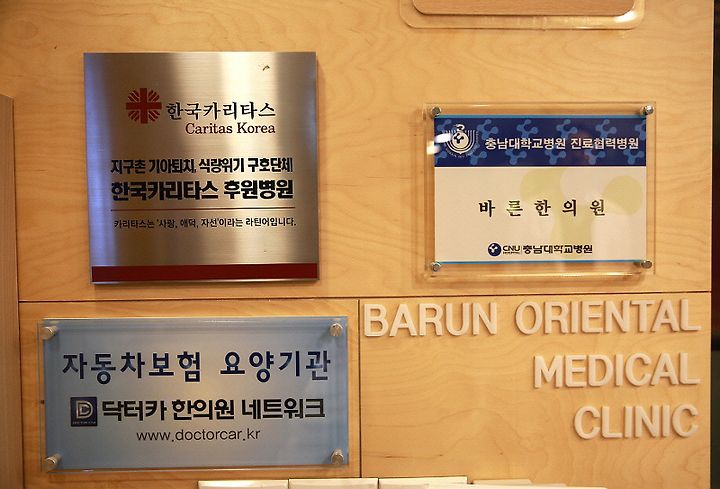 한국카리타스
Caritas Korea
지구촌 기아퇴치, 식량위기 구호단체
한국카리타스 후원병원
카리타스는 '사랑, 애덕, 자선'이라는 라틴어입니다.
충남대학교병원 진료협력병원
바른한의원
CNU 충남대학교병원
자동차보험 요양기관
닥터카 한의원 네트워크
www.doctorcar.kr
BARUN ORIENTAL
MEDICAL
CLINIC